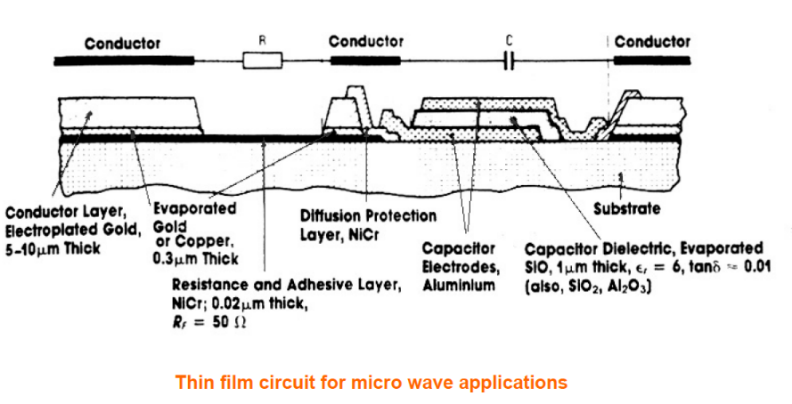 Conductor
R
Conductor
C
Conductor
Conductor Layer,
Electroplated Gold,
5-10μm Thick
Evaporated
Gold
or Copper,
0.3μm Thick
Diffusion Protection
Layer, NiCr
Substrate
Capacitor
Electrodes,
Aluminium
Capacitor Dielectric, Evaporated
SiO, 1μm thick, εr = 6, tanδ ≈ 0.01
(also, SiO₂, Al₂O₃)
Resistance and Adhesive Layer,
NiCr; 0.02μm thick,
RF = 50 Ω
Thin film circuit for micro wave applications